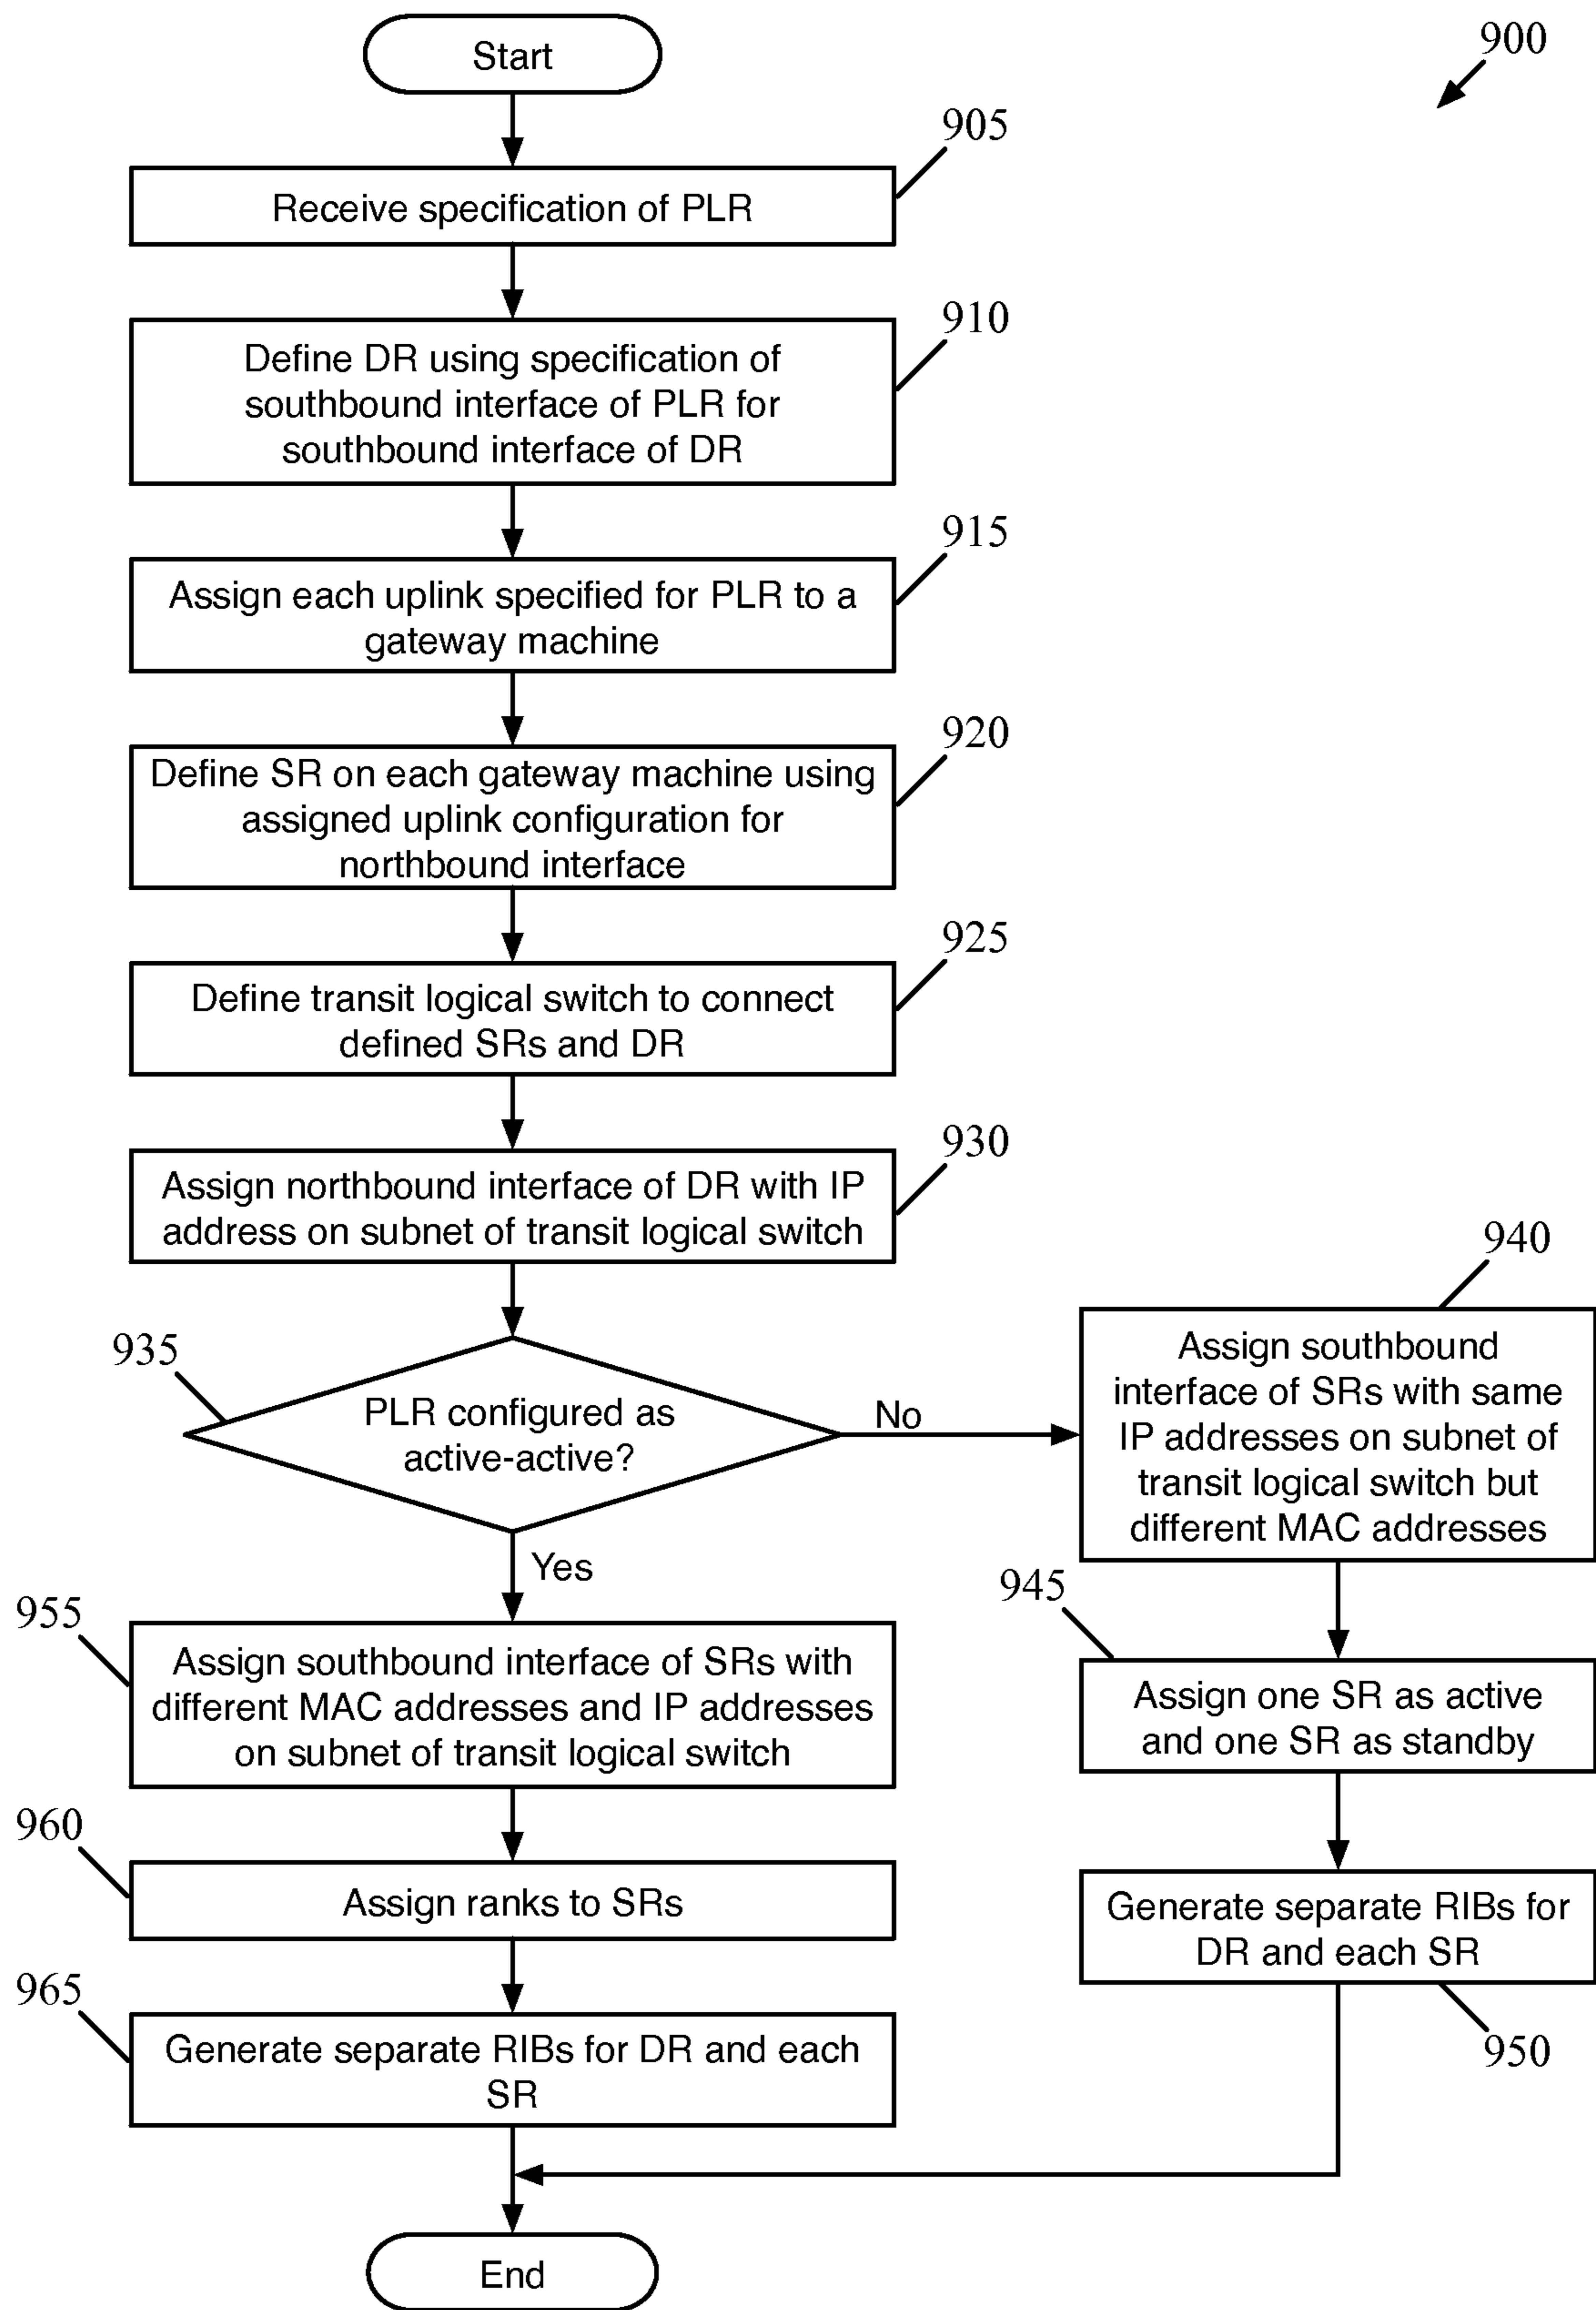 Start
900
905
Receive specification of PLR
910
Define DR using specification of
southbound interface of PLR for
southbound interface of DR
915
Assign each uplink specified for PLR to a
gateway machine
920
Define SR on each gateway machine using
assigned uplink configuration for
northbound interface
925
Define transit logical switch to connect
defined SRs and DR
930
Assign northbound interface of DR with IP
address on subnet of transit logical switch
935
PLR configured as
active-active?
No
940
Assign southbound
interface of SRs with same
IP addresses on subnet of
transit logical switch but
different MAC addresses
Yes
945
Assign one SR as active
and one SR as standby
Generate separate RIBs for
DR and each SR
950
955
Assign southbound interface of SRs with
different MAC addresses and IP addresses
on subnet of transit logical switch
960
Assign ranks to SRs
965
Generate separate RIBs for DR and each
SR
End